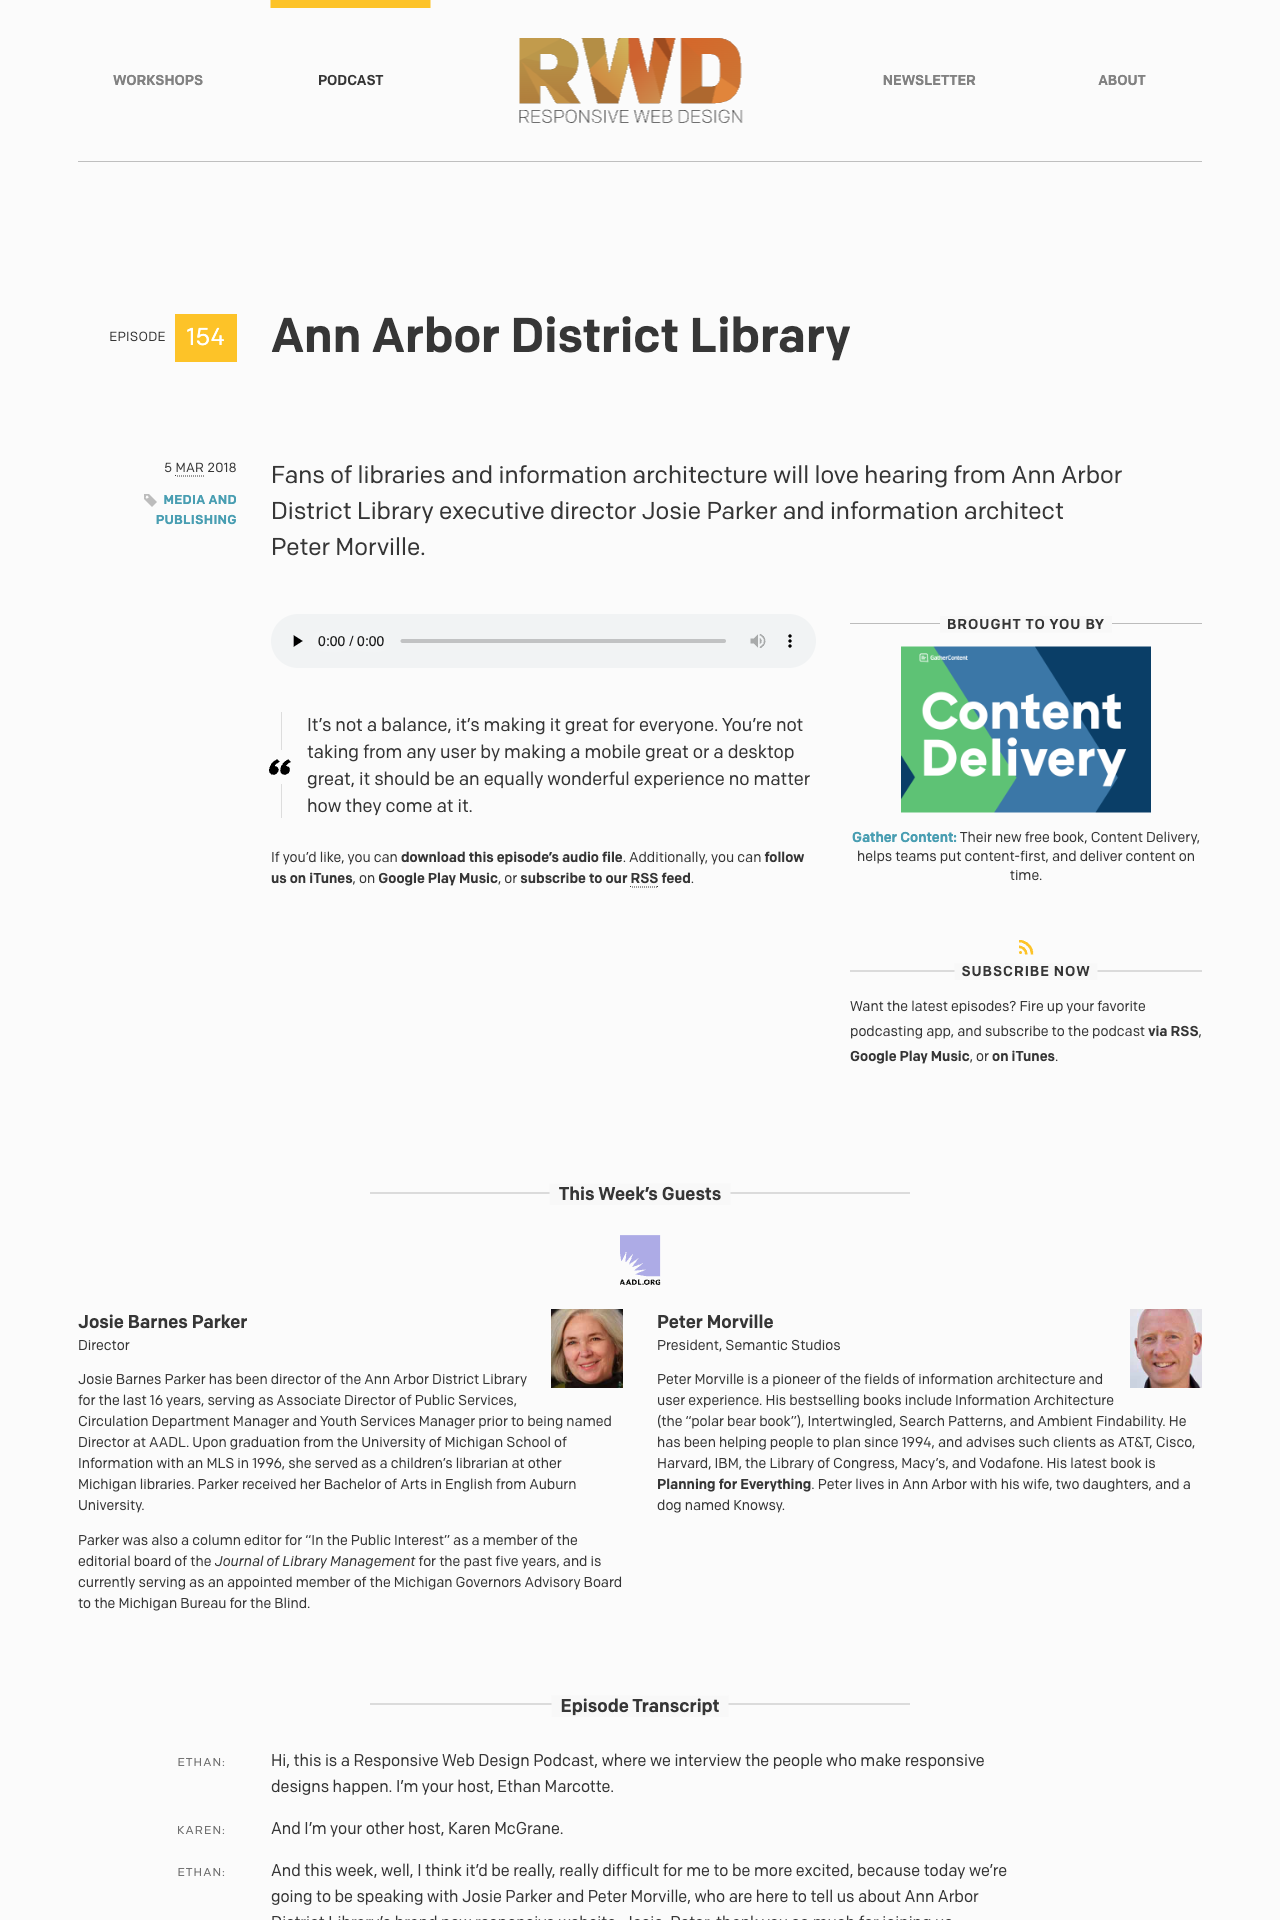 WORKSHOPS
PODCAST
RWD
RESPONSIVE WEB DESIGN
NEWSLETTER
ABOUT
EPISODE 154
Ann Arbor District Library
5 MAR 2018
MEDIA AND
PUBLISHING
Fans of libraries and information architecture will love hearing from Ann Arbor
District Library executive director Josie Parker and information architect
Peter Morville.
0:00 / 0:00
“
It’s not a balance, it’s making it great for everyone. You’re not
taking from any user by making a mobile great or a desktop
great, it should be an equally wonderful experience no matter
how they come at it.
If you’d like, you can download this episode’s audio file. Additionally, you can follow
us on iTunes, on Google Play Music, or subscribe to our RSS feed.
BROUGHT TO YOU BY
GatherContent
Content
Delivery
Gather Content: Their new free book, Content Delivery,
helps teams put content-first, and deliver content on
time.
SUBSCRIBE NOW
Want the latest episodes? Fire up your favorite
podcasting app, and subscribe to the podcast via RSS,
Google Play Music, or on iTunes.
This Week’s Guests
AADL.ORG
Josie Barnes Parker
Director
Josie Barnes Parker has been director of the Ann Arbor District Library
for the last 16 years, serving as Associate Director of Public Services,
Circulation Department Manager and Youth Services Manager prior to being named
Director at AADL. Upon graduation from the University of Michigan School of
Information with an MLS in 1996, she served as a children’s librarian at other
Michigan libraries. Parker received her Bachelor of Arts in English from Auburn
University.
Parker was also a column editor for “In the Public Interest” as a member of the
editorial board of the Journal of Library Management for the past five years, and is
currently serving as an appointed member of the Michigan Governors Advisory Board
to the Michigan Bureau for the Blind.
Peter Morville
President, Semantic Studios
Peter Morville is a pioneer of the fields of information architecture and
user experience. His bestselling books include Information Architecture
(the “polar bear book”), Intertwingled, Search Patterns, and Ambient Findability. He
has been helping people to plan since 1994, and advises such clients as AT&T, Cisco,
Harvard, IBM, the Library of Congress, Macy’s, and Vodafone. His latest book is
Planning for Everything. Peter lives in Ann Arbor with his wife, two daughters, and a
dog named Knowsy.
Episode Transcript
ETHAN:
Hi, this is a Responsive Web Design Podcast, where we interview the people who make responsive
designs happen. I’m your host, Ethan Marcotte.
KAREN:
And I’m your other host, Karen McGrane.
ETHAN:
And this week, well, I think it’d be really, really difficult for me to be more excited, because today we’re
going to be speaking with Josie Parker and Peter Morville, who are here to tell us about Ann Arbor
District Library’s brand new responsive website. Josie, Peter, thank you so much for joining us.